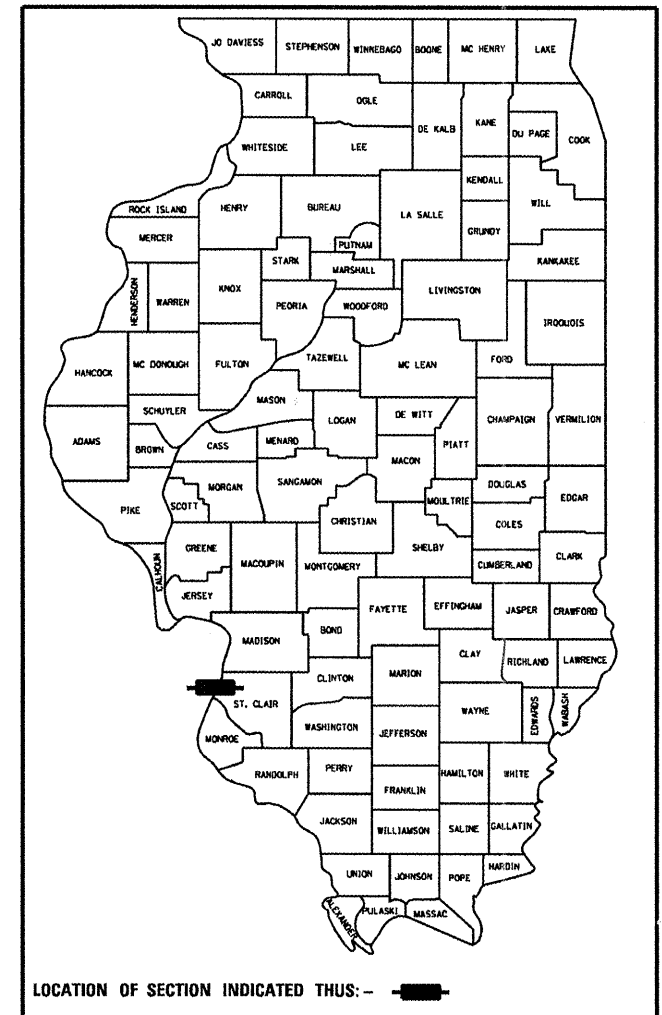 JO DAVIESS STEPHENSON WINNEBAGO BOONE MC HENRY LAKE
CARROLL OGLE DE KALB KANE DU PAGE COOK
WHITESIDE LEE
KENDALL
ROCK ISLAND HENRY BUREAU LA SALLE WILL
MERCER PUTNAM GRUNDY
STARK MARSHALL KANKAKEE
HENDERSON WARREN KNOX PEORIA WOODFORD LIVINGSTON IROQUOIS
HANCOCK MC DONOUGH FULTON TAZEWELL MC LEAN FORD
MASON
SCHUYLER LOGAN DE WITT CHAMPAIGN VERMILION
ADAMS BROWN CASS MENARD MACON PIATT
MORGAN SANGAMON DOUGLAS
PIKE SCOTT CHRISTIAN MOULTRIE COLES EDGAR
GREENE SHELBY
CALHOUN MACOUPIN MONTGOMERY CUMBERLAND CLARK
JERSEY FAYETTE EFFINGHAM JASPER CRAWFORD
MADISON BOND
CLAY RICHLAND LAWRENCE
CLINTON MARION
ST. CLAIR WAYNE EDWARDS WABASH
MONROE WASHINGTON JEFFERSON
RANDOLPH PERRY HAMILTON WHITE
FRANKLIN
JACKSON WILLIAMSON SALINE GALLATIN
UNION JOHNSON POPE HARDIN
ALEXANDER PULASKI MASSAC
LOCATION OF SECTION INDICATED THUS: -